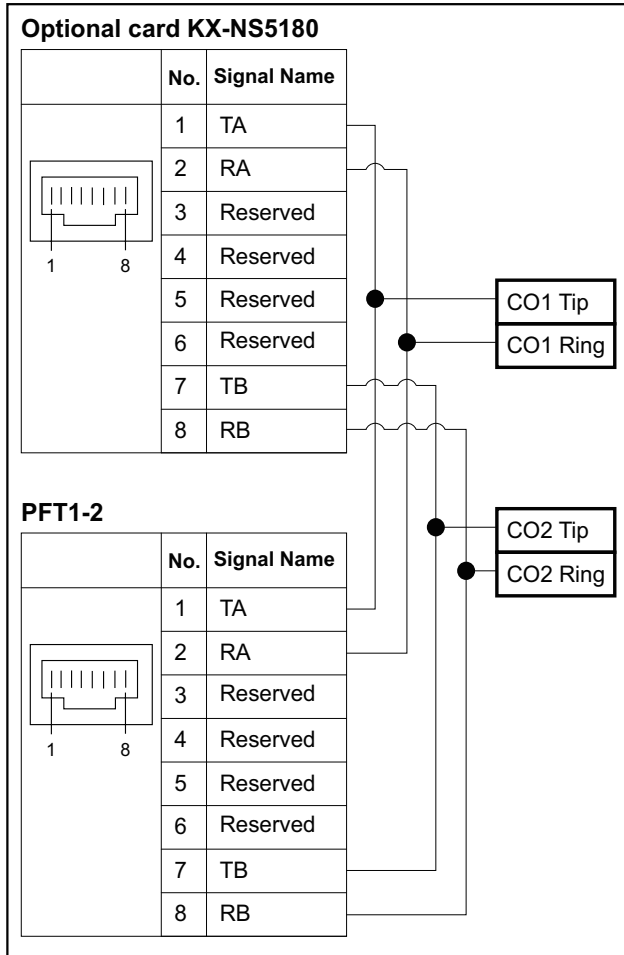 Optional card KX-NS5180
No. Signal Name
1 TA
2 RA
3 Reserved
4 Reserved
5 Reserved
6 Reserved
7 TB
8 RB
1 8
CO1 Tip
CO1 Ring
PFT1-2
No. Signal Name
1 TA
2 RA
3 Reserved
4 Reserved
5 Reserved
6 Reserved
7 TB
8 RB
1 8
CO2 Tip
CO2 Ring